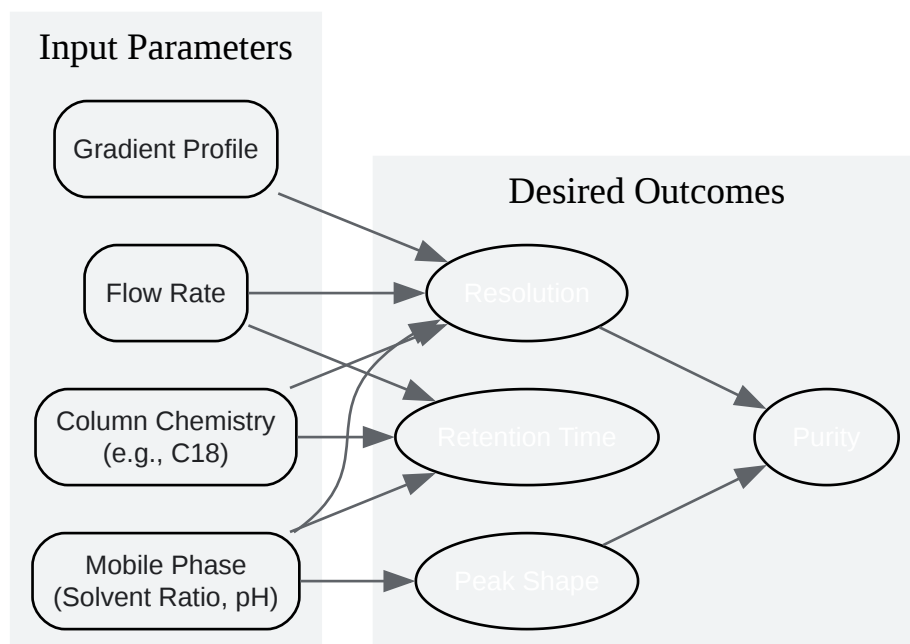 Input Parameters
Gradient Profile
Flow Rate
Column Chemistry
(e.g., C18)
Mobile Phase
(Solvent Ratio, pH)
Desired Outcomes
Resolution
Retention Time
Peak Shape
Purity